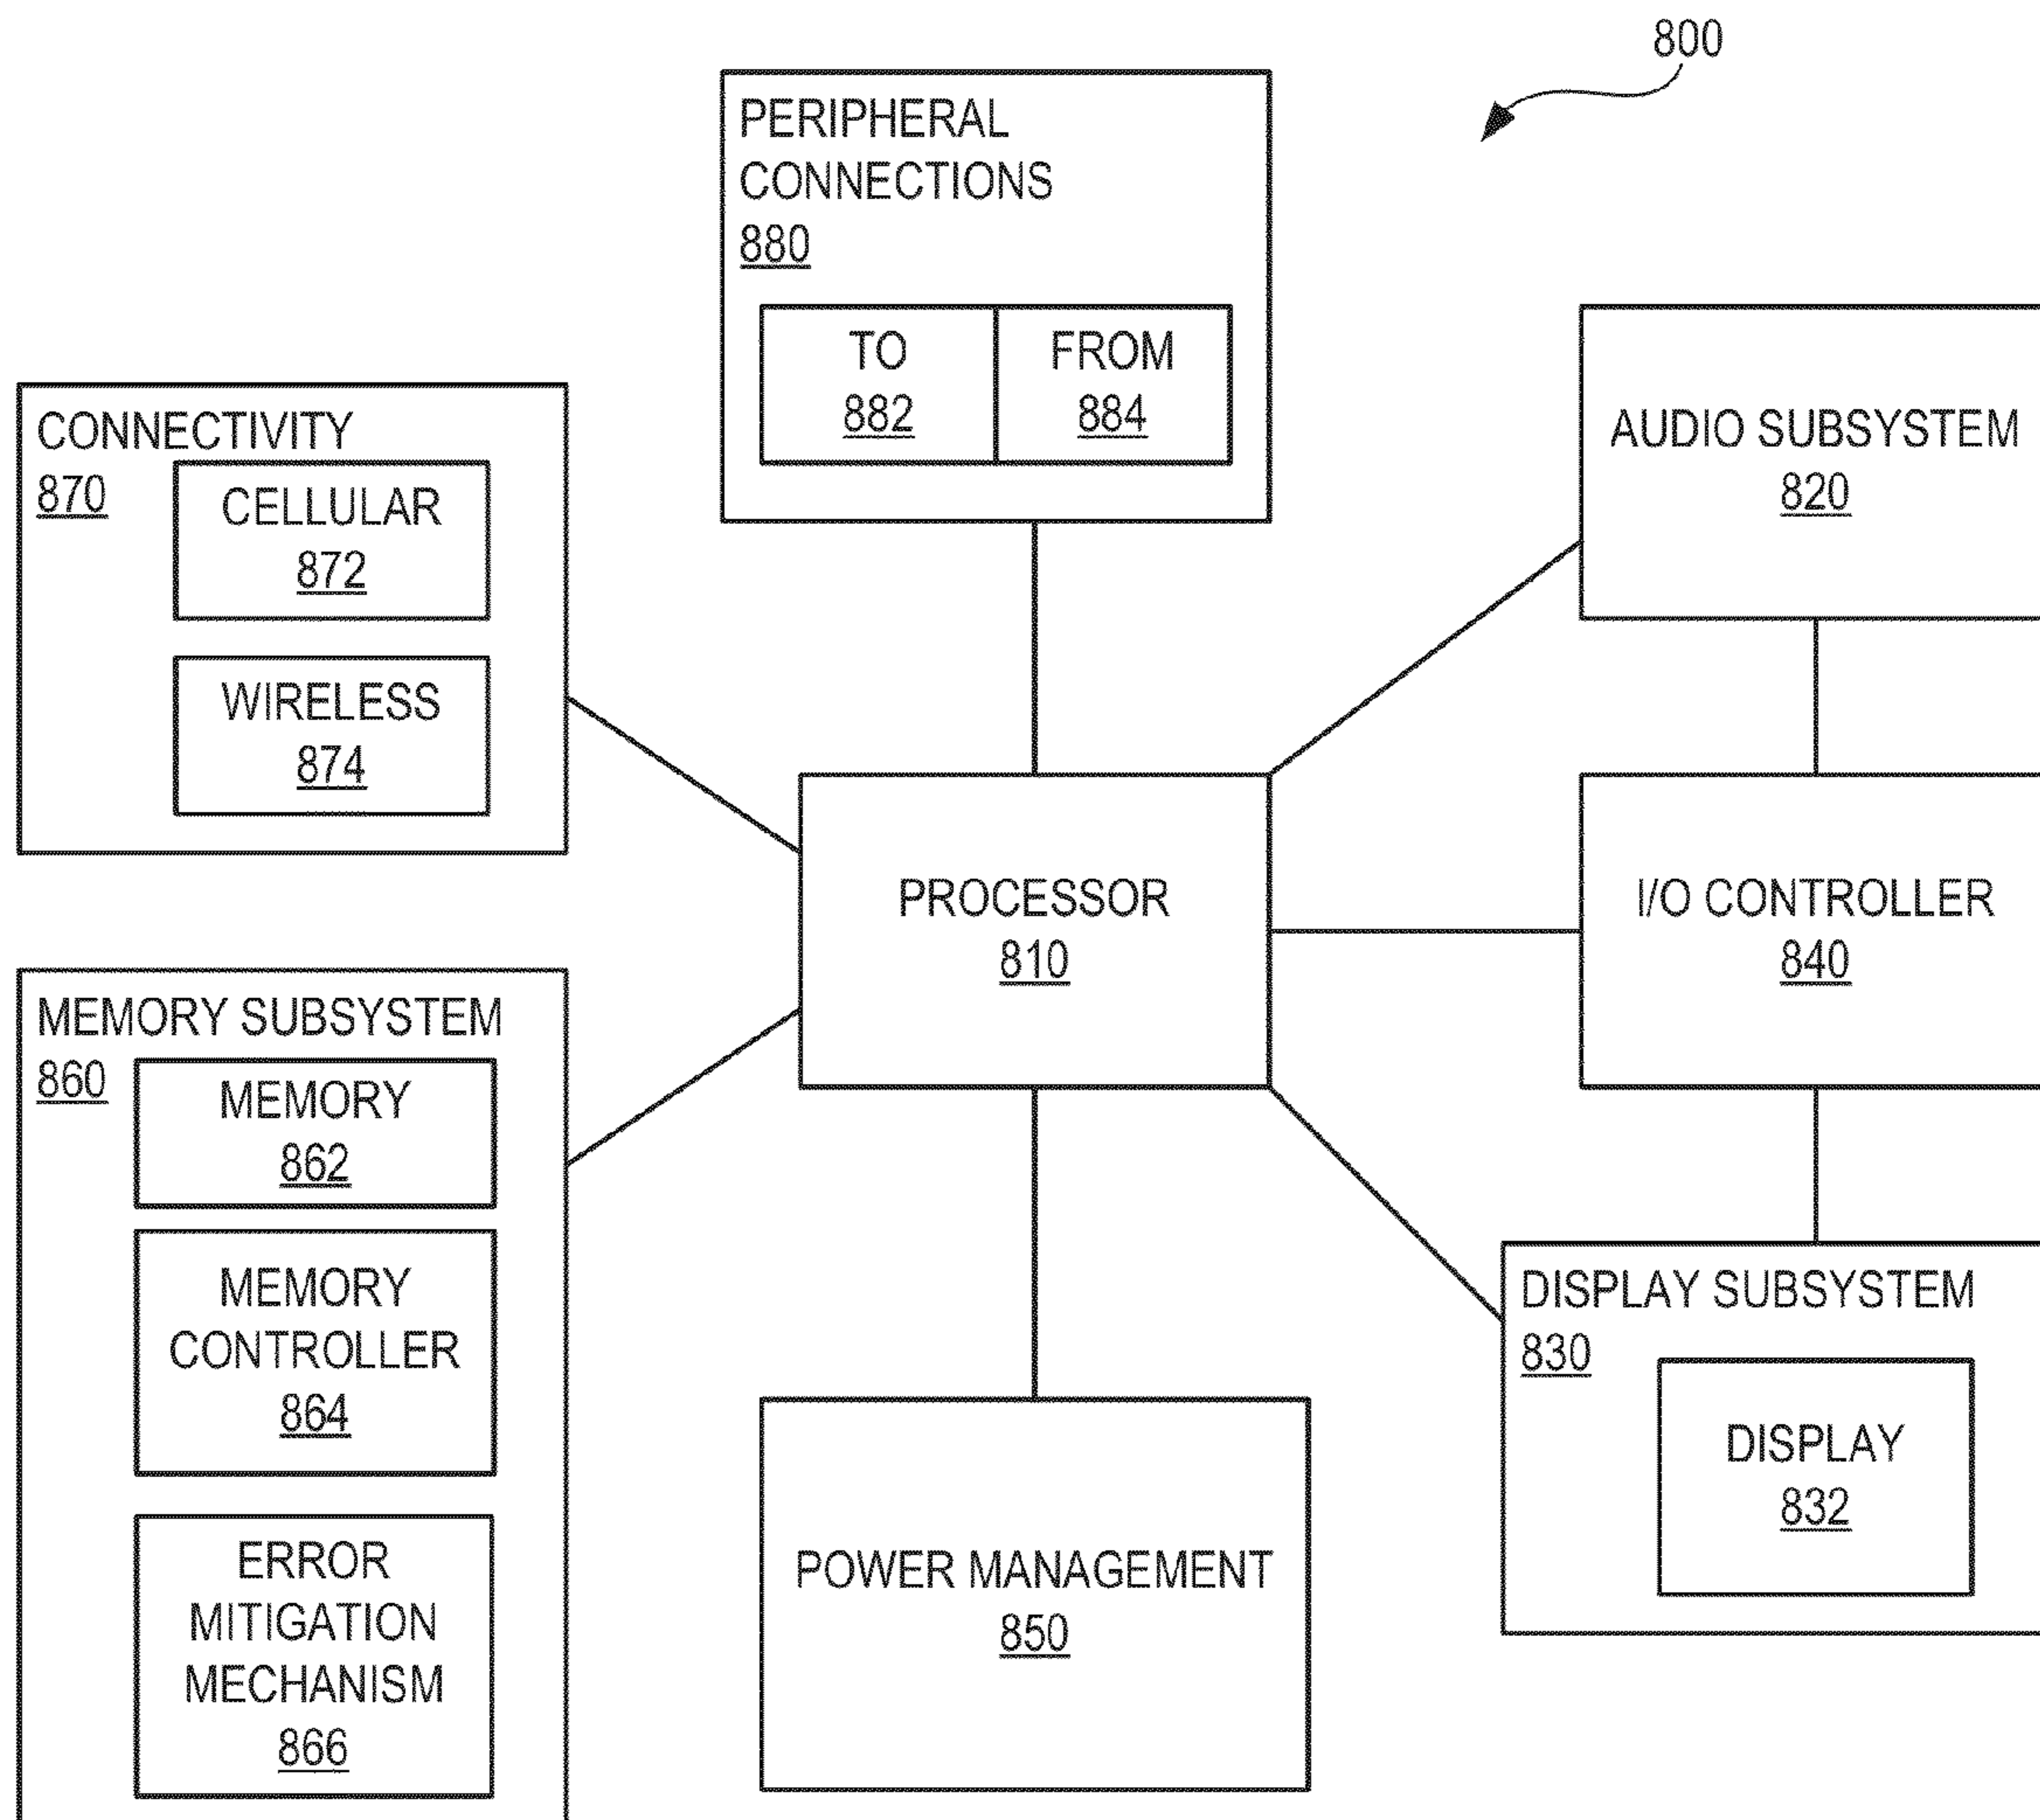 800
PERIPHERAL
CONNECTIONS
880
TO
882
FROM
884
CONNECTIVITY
870
CELLULAR
872
WIRELESS
874
AUDIO SUBSYSTEM
820
PROCESSOR
810
I/O CONTROLLER
840
MEMORY SUBSYSTEM
860
MEMORY
862
MEMORY
CONTROLLER
864
ERROR
MITIGATION
MECHANISM
866
POWER MANAGEMENT
850
DISPLAY SUBSYSTEM
830
DISPLAY
832